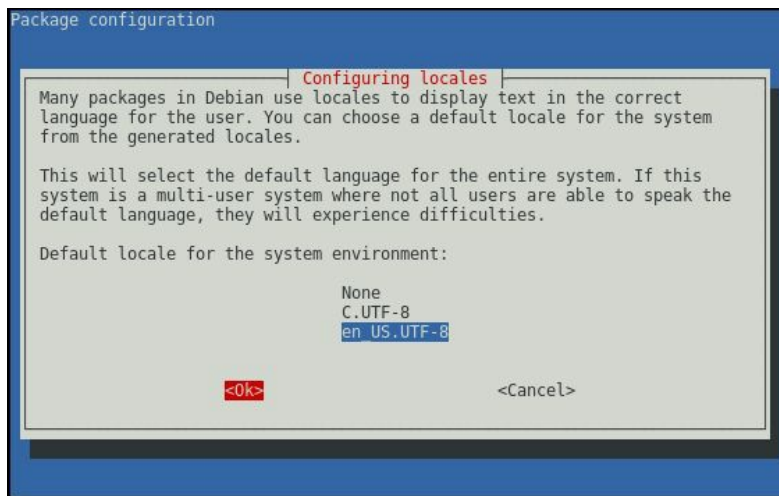 Package configuration
Configuring locales
Many packages in Debian use locales to display text in the correct
language for the user. You can choose a default locale for the system
from the generated locales.
This will select the default language for the entire system. If this
system is a multi-user system where not all users are able to speak the
default language, they will experience difficulties.
Default locale for the system environment:
None
C.UTF-8
en_US.UTF-8
<Ok> <Cancel>